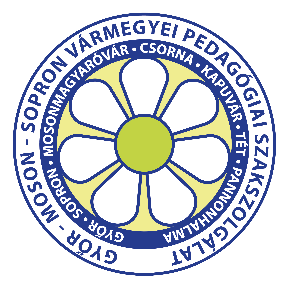 GYŐR - MOSON - SOPRON VÁRMEGYEI PEDAGÓGIAI SZAKSZOLGÁLAT
GYŐR • SOPRON • MOSONMAGYARÓVÁR • CSORNA • KAPUVÁR • TÉT • PANNONHALMA